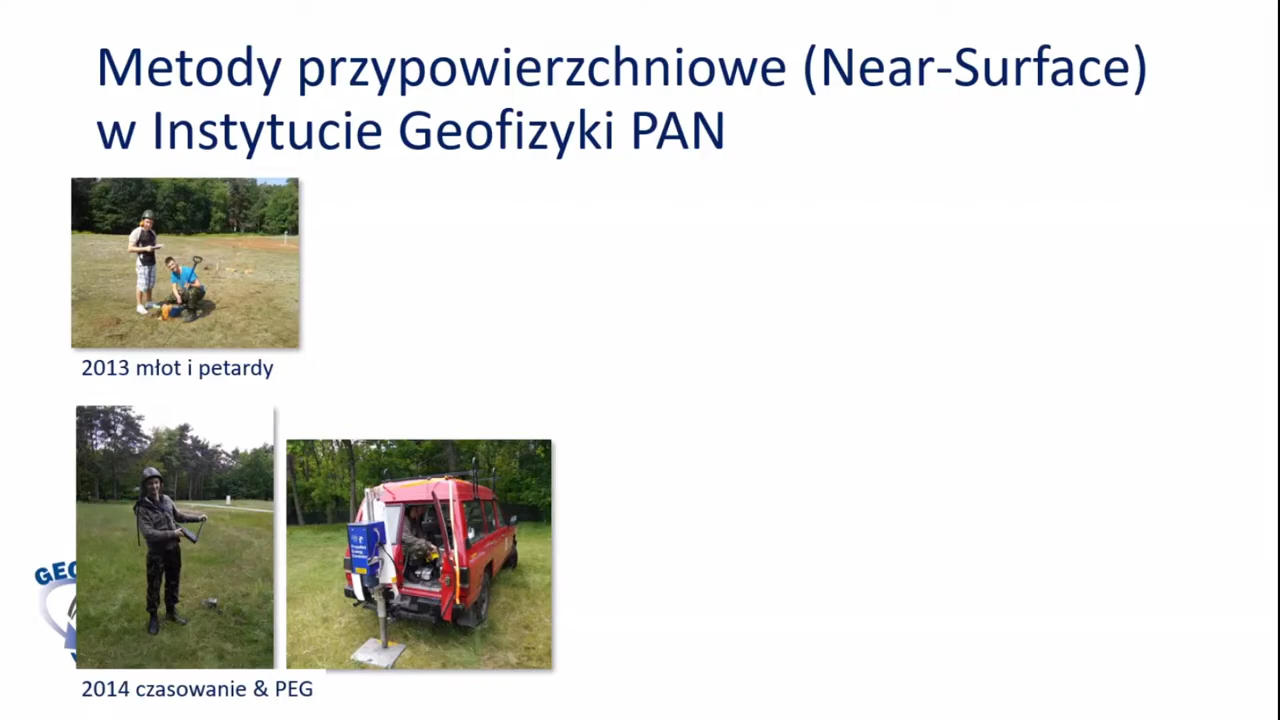 Metody przypowierzchniowe (Near-Surface)
w Instytucie Geofizyki PAN
2013 młot i petardy
2014 czasowanie & PEG